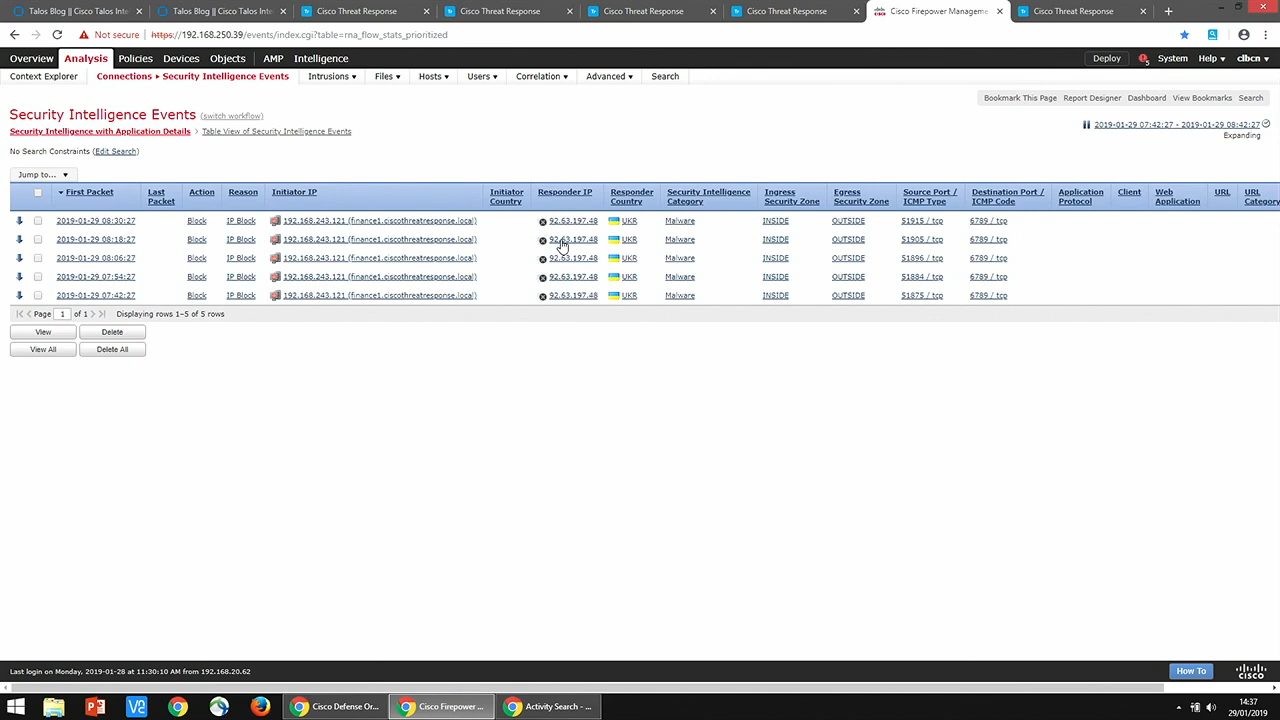 Talos Blog || Cisco Talos Inte
Talos Blog || Cisco Talos Inte
Cisco Threat Response
Cisco Threat Response
Cisco Threat Response
Cisco Threat Response
Cisco Firepower Manageme
Cisco Threat Response
Not secure | https://192.168.250.39/events/index.cgi?table=rna_flow_stats_prioritized
Overview Analysis Policies Devices Objects AMP Intelligence Deploy System Help clbcn
Context Explorer Connections Security Intelligence Events Intrusions Files Hosts Users Correlation Advanced Search
Bookmark This Page Report Designer Dashboard View Bookmarks Search
Security Intelligence Events (switch workflow)
2019-01-29 07:42:27 - 2019-01-29 08:42:27
Expanding
Security Intelligence with Application Details > Table View of Security Intelligence Events
No Search Constraints (Edit Search)
Jump to...
First Packet Last Packet Action Reason Initiator IP Initiator Country Responder IP Responder Country Security Intelligence Category Ingress Security Zone Egress Security Zone Source Port / ICMP Type Destination Port / ICMP Code Application Protocol Client Web Application URL URL Category
2019-01-29 08:30:27 Block IP Block 192.168.243.121 (finance1.ciscothreatresponse.local) 92.63.197.48 UKR Malware INSIDE OUTSIDE 51915 / tcp 6789 / tcp
2019-01-29 08:18:27 Block IP Block 192.168.243.121 (finance1.ciscothreatresponse.local) 92.63.197.48 UKR Malware INSIDE OUTSIDE 51905 / tcp 6789 / tcp
2019-01-29 08:06:27 Block IP Block 192.168.243.121 (finance1.ciscothreatresponse.local) 92.63.197.48 UKR Malware INSIDE OUTSIDE 51896 / tcp 6789 / tcp
2019-01-29 07:54:27 Block IP Block 192.168.243.121 (finance1.ciscothreatresponse.local) 92.63.197.48 UKR Malware INSIDE OUTSIDE 51884 / tcp 6789 / tcp
2019-01-29 07:42:27 Block IP Block 192.168.243.121 (finance1.ciscothreatresponse.local) 92.63.197.48 UKR Malware INSIDE OUTSIDE 51875 / tcp 6789 / tcp
Page 1 of 1 Displaying rows 1–5 of 5 rows
View Delete
View All Delete All
Last login on Monday, 2019-01-28 at 11:30:10 AM from 192.168.20.62
How To
cisco
Cisco Defense Or...
Cisco Firepower ...
Activity Search - ...
14:37
29/01/2019